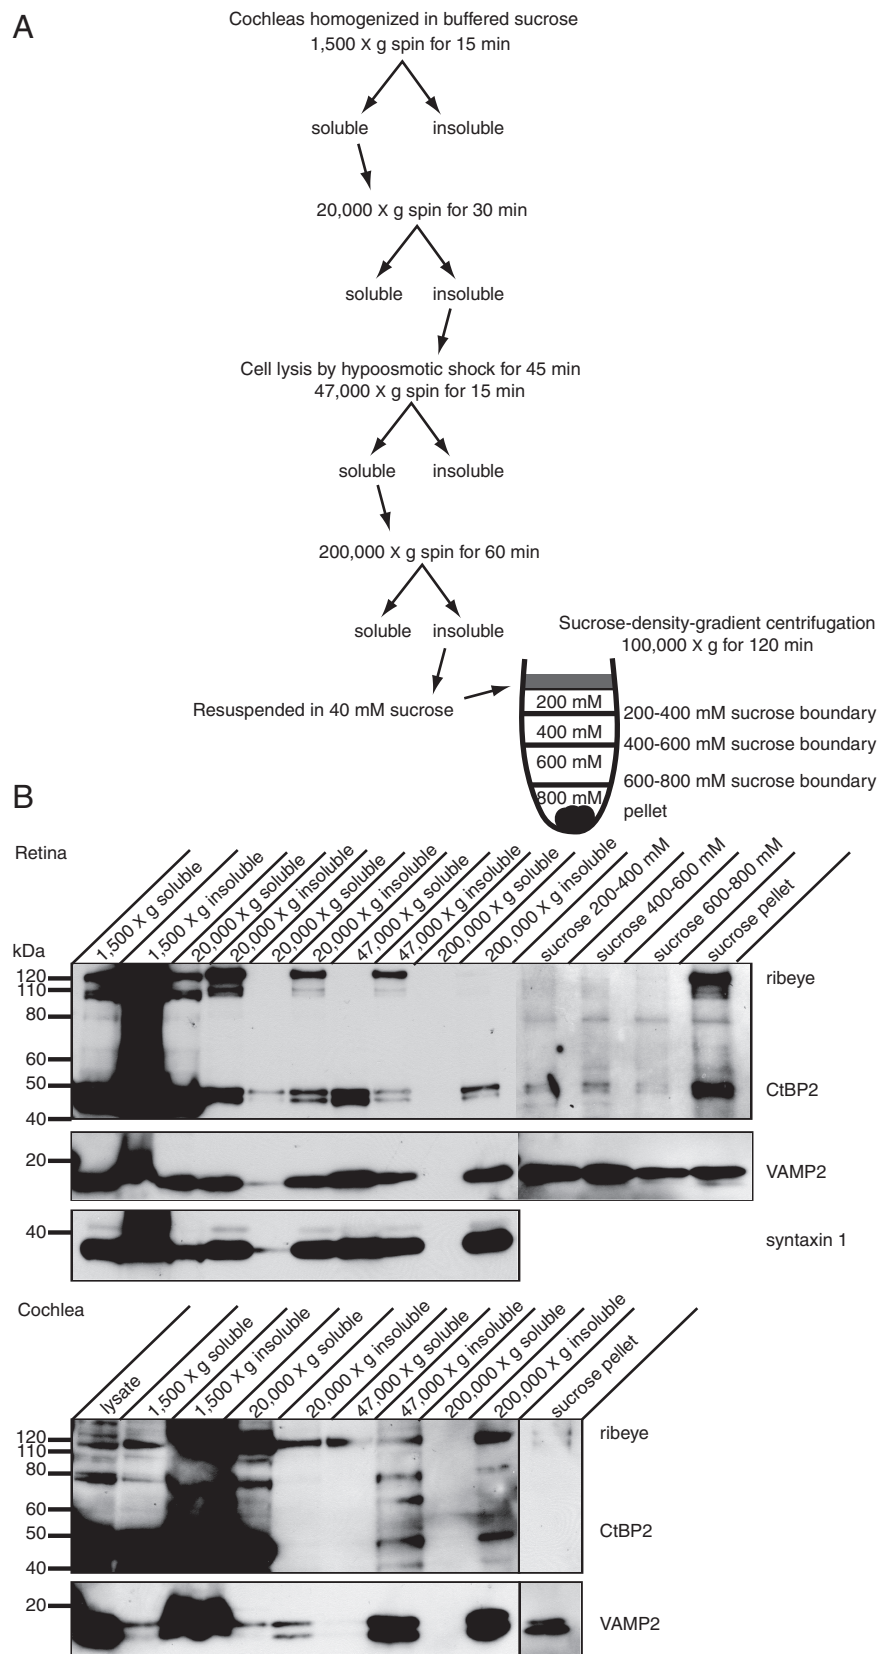 A
Cochleas homogenized in buffered sucrose
1,500 X g spin for 15 min
soluble insoluble
20,000 X g spin for 30 min
soluble insoluble
Cell lysis by hypoosmotic shock for 45 min
47,000 X g spin for 15 min
soluble insoluble
200,000 X g spin for 60 min
soluble insoluble
Sucrose-density-gradient centrifugation
100,000 X g for 120 min
Resuspended in 40 mM sucrose
200 mM
200-400 mM sucrose boundary
400 mM
400-600 mM sucrose boundary
600 mM
600-800 mM sucrose boundary
800 mM
pellet
B
Retina
1,500 X g soluble
1,500 X g insoluble
20,000 X g soluble
20,000 X g insoluble
20,000 X g soluble
20,000 X g insoluble
47,000 X g soluble
47,000 X g insoluble
200,000 X g soluble
200,000 X g insoluble
sucrose 200-400 mM
sucrose 400-600 mM
sucrose 600-800 mM
sucrose pellet
kDa
120
ribeye
110
80
60
50
CtBP2
40
20
VAMP2
40
syntaxin 1
Cochlea
lysate
1,500 X g soluble
1,500 X g insoluble
20,000 X g soluble
20,000 X g insoluble
47,000 X g soluble
47,000 X g insoluble
200,000 X g soluble
200,000 X g insoluble
sucrose pellet
120
ribeye
110
80
60
50
CtBP2
40
20
VAMP2